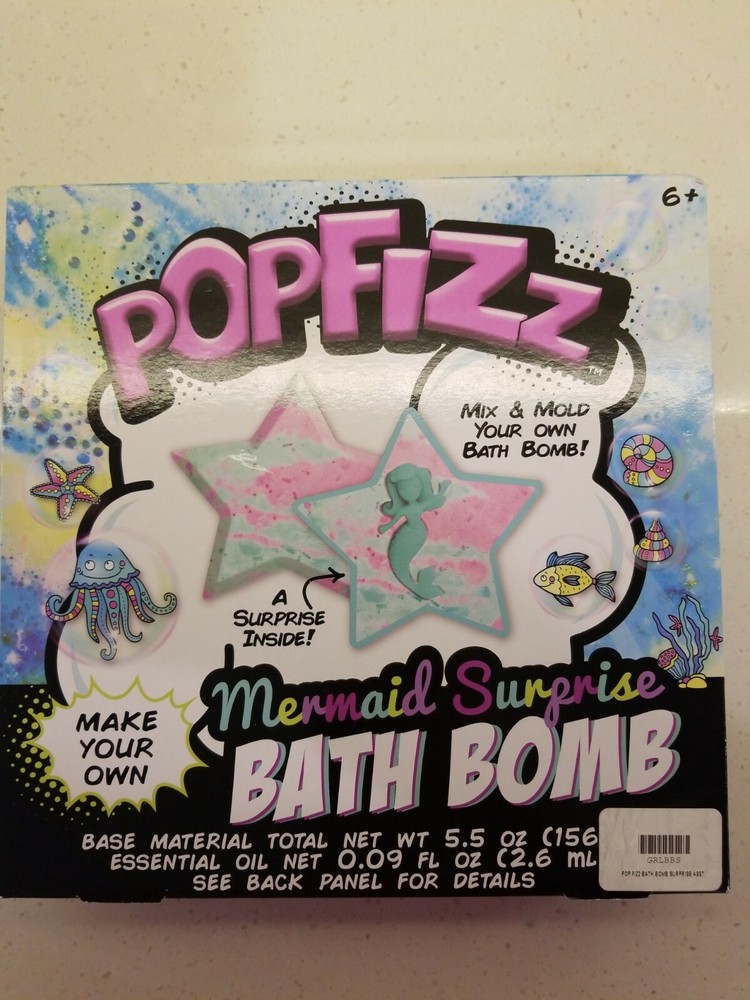 6+
POPFIZZ
TM
MIX & MOLD
YOUR OWN
BATH BOMB!
A
SURPRISE
INSIDE!
Mermaid Surprise
BATH BOMB
MAKE
YOUR
OWN
BASE MATERIAL TOTAL NET WT 5.5 OZ (156
ESSENTIAL OIL NET 0.09 FL OZ (2.6 mL
SEE BACK PANEL FOR DETAILS
GRLBBS
POP FIZZ BATH BOMB SURPRISE ASST